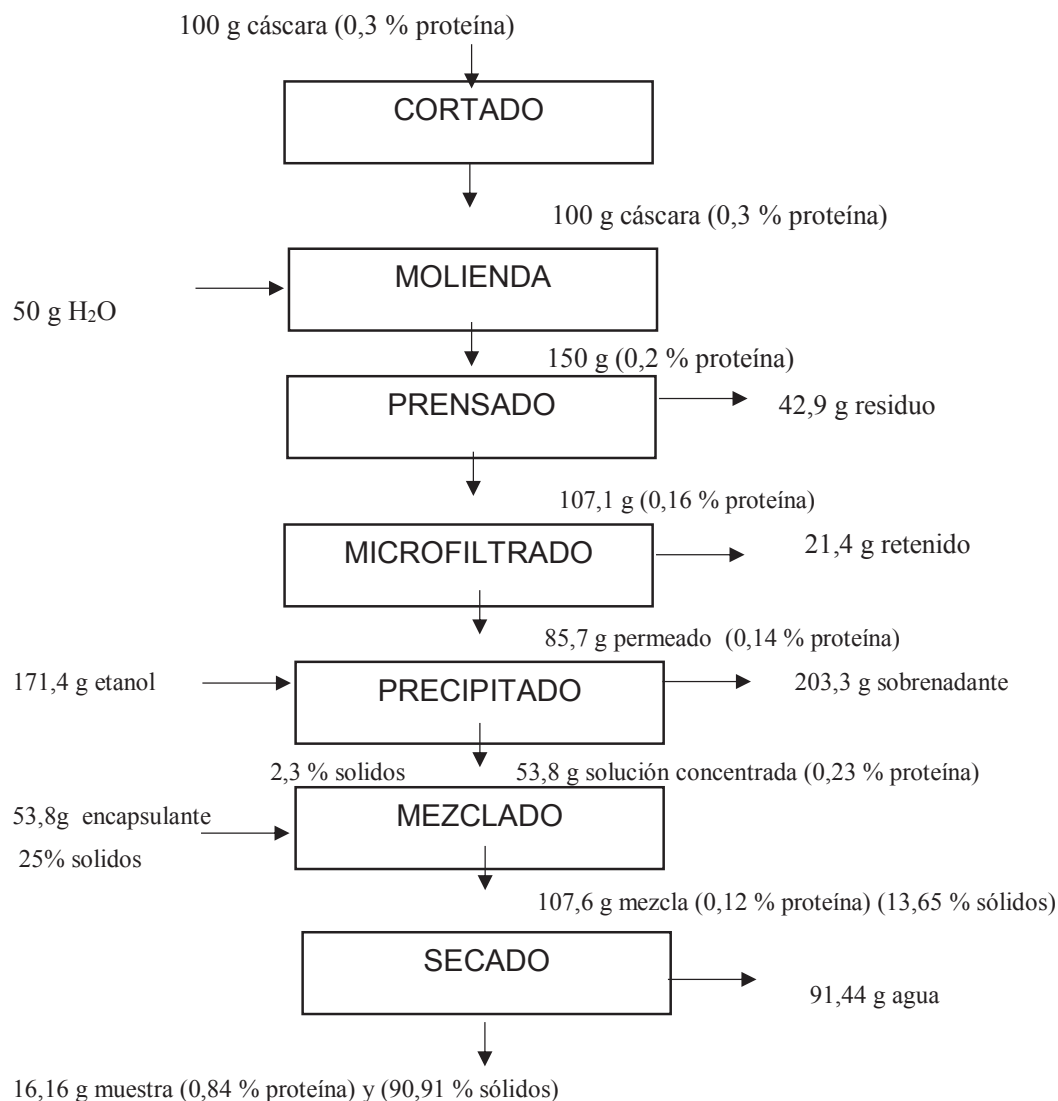 100 g cáscara (0,3 % proteína)
CORTADO
100 g cáscara (0,3 % proteína)
MOLIENDA
50 g H₂O
150 g (0,2 % proteína)
PRENSADO
42,9 g residuo
107,1 g (0,16 % proteína)
MICROFILTRADO
21,4 g retenido
85,7 g permeado (0,14 % proteína)
171,4 g etanol
PRECIPITADO
203,3 g sobrenadante
2,3 % solidos
53,8 g solución concentrada (0,23 % proteína)
53,8g encapsulante
25% solidos
MEZCLADO
107,6 g mezcla (0,12 % proteína) (13,65 % sólidos)
SECADO
91,44 g agua
16,16 g muestra (0,84 % proteína) y (90,91 % sólidos)